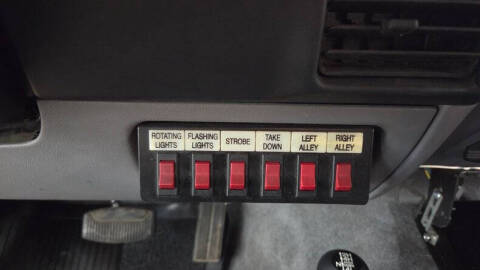 ROTATING LIGHTS
FLASHING LIGHTS
STROBE
TAKE DOWN
LEFT ALLEY
RIGHT ALLEY